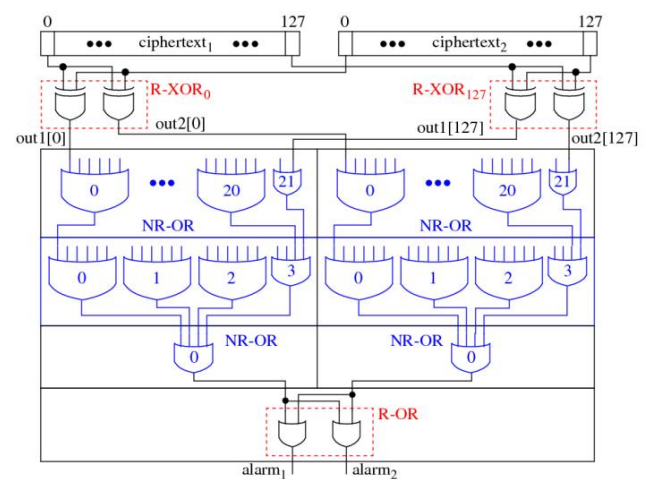 0 127 0 127
●●● ciphertext₁ ●●● ●●● ciphertext₂ ●●●
R-XOR₀ R-XOR₁₂₇
out1[0] out2[0] out1[127] out2[127]
0 ●●● 20 21 0 ●●● 20 21
NR-OR NR-OR
0 1 2 3 0 1 2 3
NR-OR NR-OR
0 0
R-OR
alarm₁ alarm₂